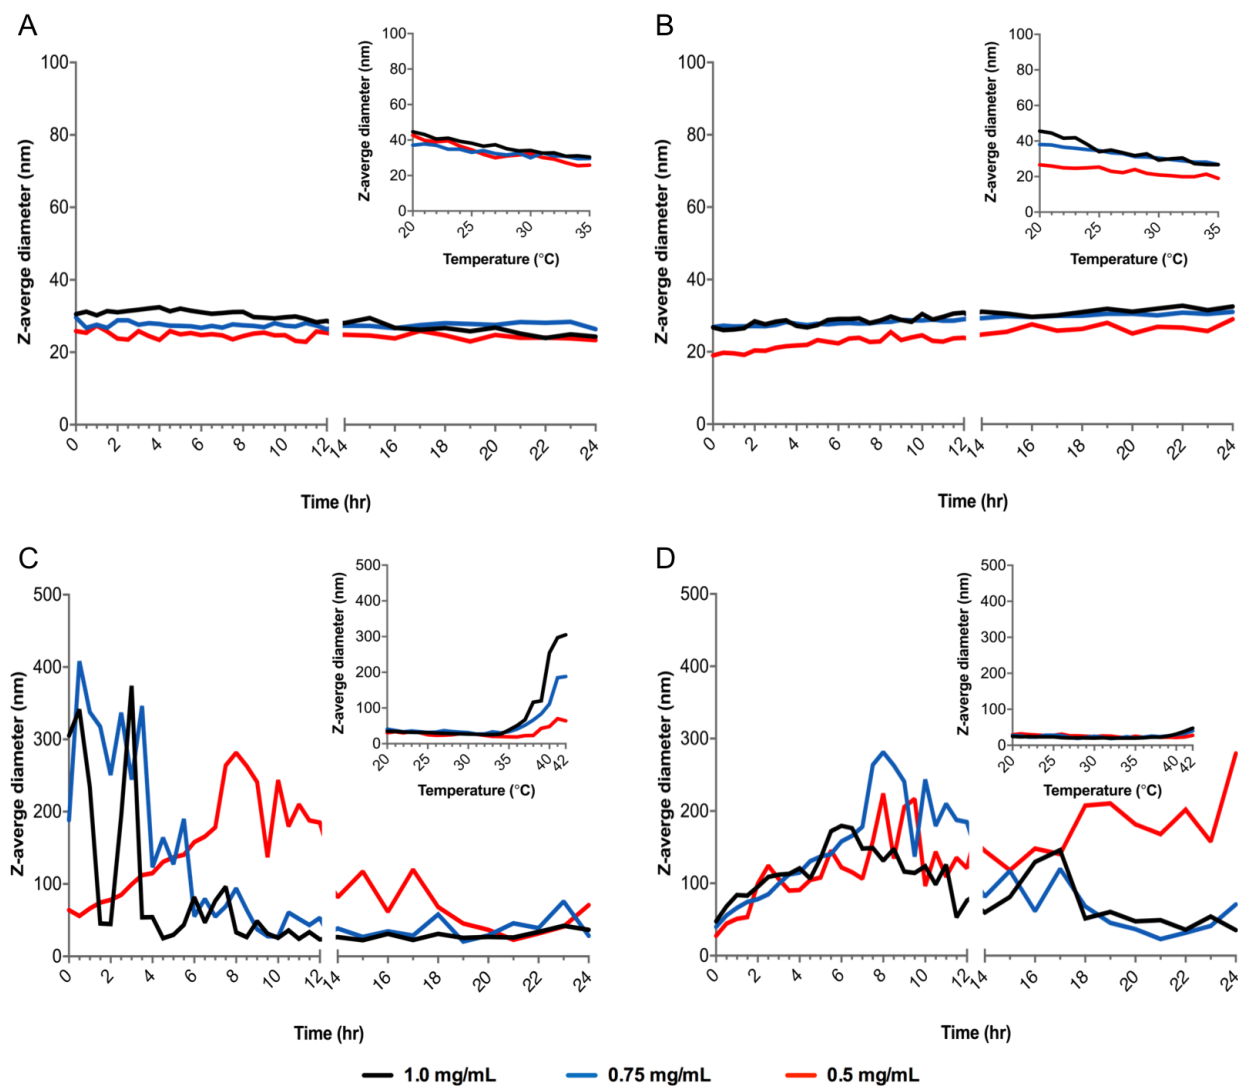 A
100
80
60
40
20
0
Z-averge diameter (nm)
0 2 4 6 8 10 12 14 16 18 20 22 24
Time (hr)
100
80
60
40
20
0
Z-averge diameter (nm)
20 25 30 35
Temperature (°C)
B
100
80
60
40
20
0
Z-averge diameter (nm)
0 2 4 6 8 10 12 14 16 18 20 22 24
Time (hr)
100
80
60
40
20
0
Z-averge diameter (nm)
20 25 30 35
Temperature (°C)
C
500
400
300
200
100
0
Z-averge diameter (nm)
0 2 4 6 8 10 12 14 16 18 20 22 24
Time (hr)
500
400
300
200
100
0
Z-averge diameter (nm)
20 25 30 35 40 42
Temperature (°C)
D
500
400
300
200
100
0
Z-averge diameter (nm)
0 2 4 6 8 10 12 14 16 18 20 22 24
Time (hr)
500
400
300
200
100
0
Z-averge diameter (nm)
20 25 30 35 40 42
Temperature (°C)
1.0 mg/mL 0.75 mg/mL 0.5 mg/mL